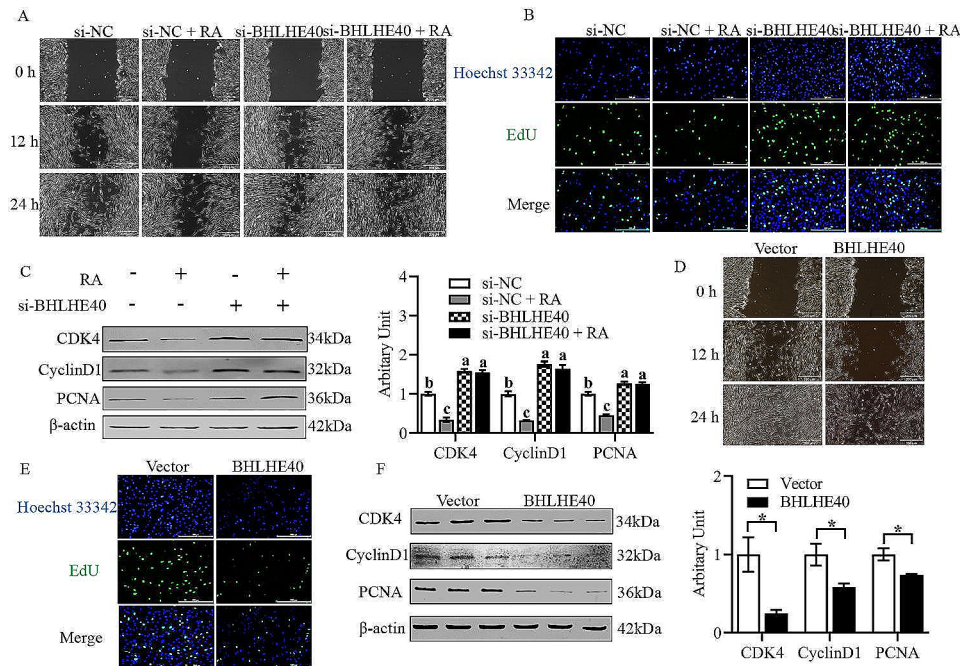 A
si-NC si-NC + RA si-BHLHE40 si-BHLHE40 + RA
0 h
12 h
24 h
B
si-NC si-NC + RA si-BHLHE40 si-BHLHE40 + RA
Hoechst 33342
EdU
Merge
C
RA - + - +
si-BHLHE40 - - + +
CDK4 34kDa
CyclinD1 32kDa
PCNA 36kDa
β-actin 42kDa
Arbitary Unit
4
3
2
1
0
si-NC
si-NC + RA
si-BHLHE40
si-BHLHE40 + RA
b c a a b c a a b c a a
CDK4 CyclinD1 PCNA
D
Vector BHLHE40
0 h
12 h
24 h
E
Vector BHLHE40
Hoechst 33342
EdU
Merge
F
Vector BHLHE40
CDK4 34kDa
CyclinD1 32kDa
PCNA 36kDa
β-actin 42kDa
Arbitary Unit
2
1
0
Vector
BHLHE40
* * *
CDK4 CyclinD1 PCNA